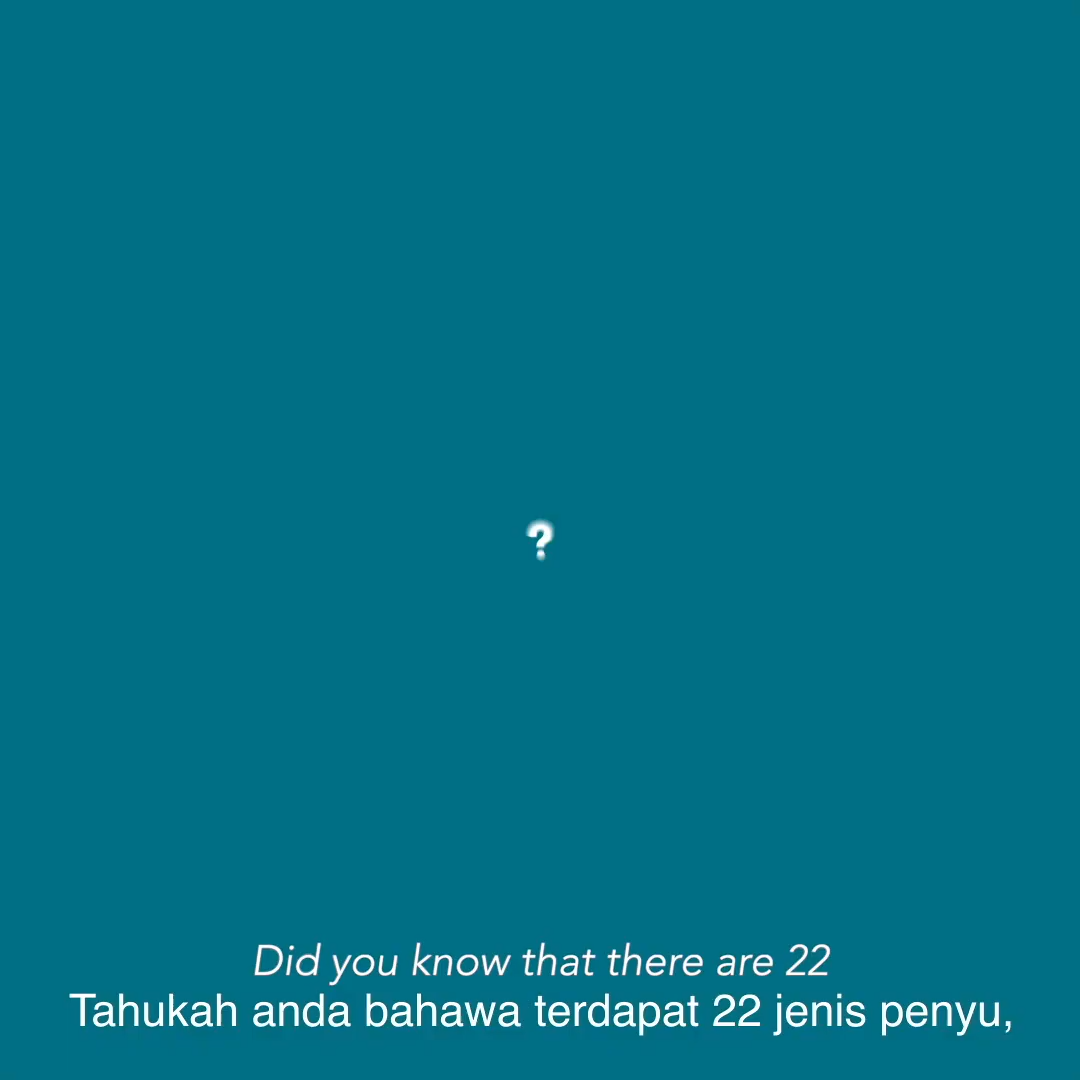 ?
Did you know that there are 22
Tahukah anda bahawa terdapat 22 jenis penyu,